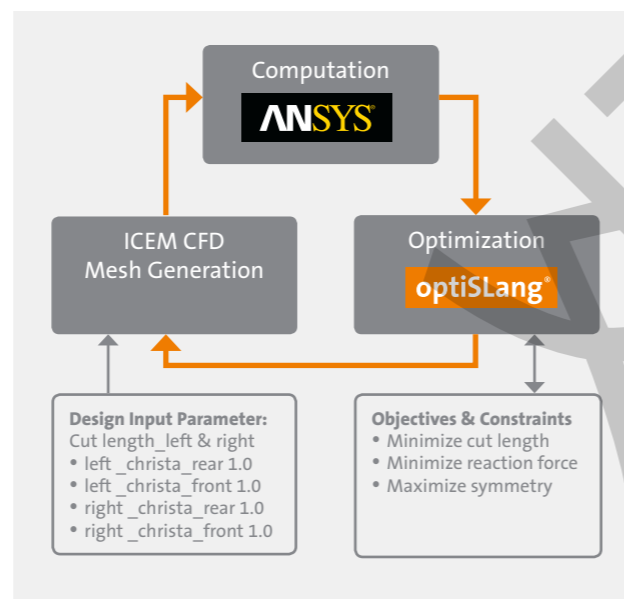 Computation
ANSYS®
ICEM CFD
Mesh Generation
Optimization
optiSLang®
Design Input Parameter:
Cut length_left & right
• left _christa_rear 1.0
• left _christa_front 1.0
• right _christa_rear 1.0
• right _christa_front 1.0
Objectives & Constraints
• Minimize cut length
• Minimize reaction force
• Maximize symmetry